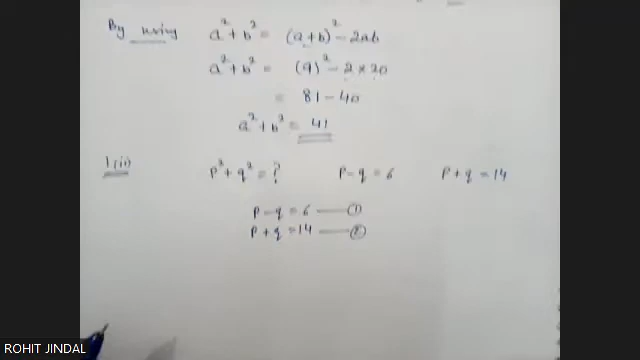 By using a² + b² = (a + b)² - 2ab
a² + b² = (9)² - 2 × 20
= 81 - 40
a² + b² = 41
1(ii) p² + q² = ? p - q = 6 p + q = 14
p - q = 6 — ①
p + q = 14 — ②
ROHIT JINDAL